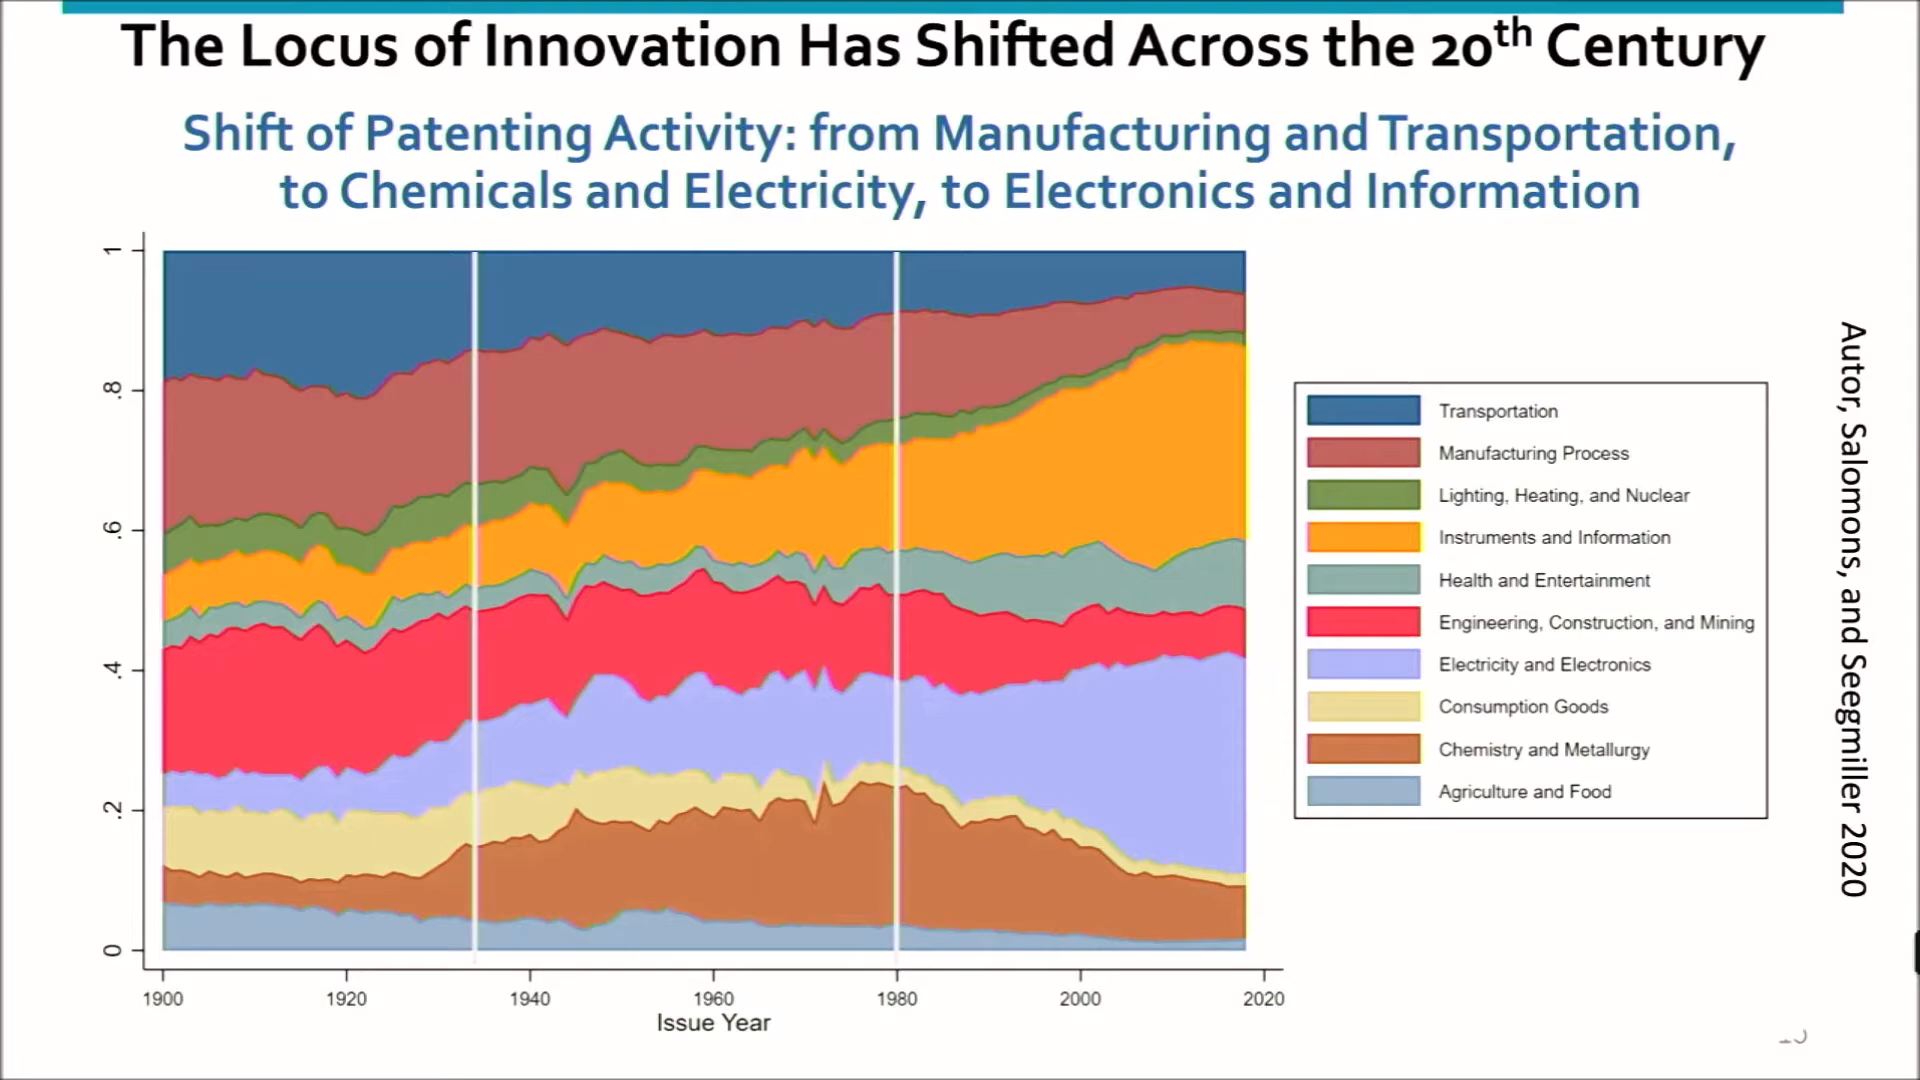 The Locus of Innovation Has Shifted Across the 20th Century
Shift of Patenting Activity: from Manufacturing and Transportation,
to Chemicals and Electricity, to Electronics and Information
1
.8
.6
.4
.2
0
1900 1920 1940 1960 1980 2000 2020
Issue Year
Transportation
Manufacturing Process
Lighting, Heating, and Nuclear
Instruments and Information
Health and Entertainment
Engineering, Construction, and Mining
Electricity and Electronics
Consumption Goods
Chemistry and Metallurgy
Agriculture and Food
Autor, Salomons, and Seegmiller 2020